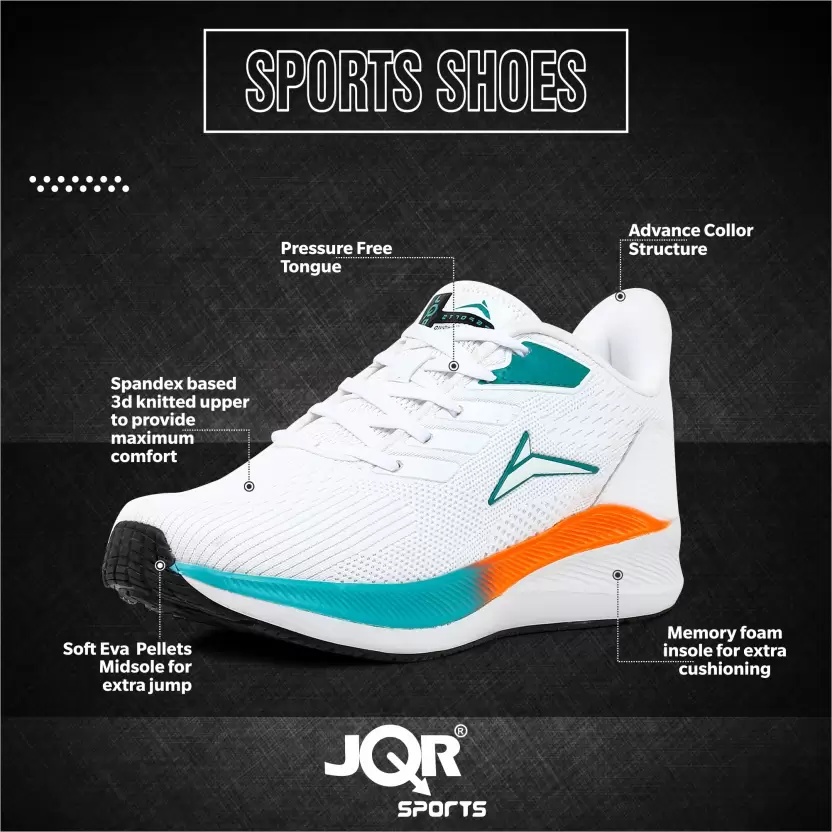 SPORTS SHOES
Advance Collor
Structure
Pressure Free
Tongue
Spandex based
3d knitted upper
to provide
maximum
comfort
Soft Eva Pellets
Midsole for
extra jump
Memory foam
insole for extra
cushioning
JQR®
SPORTS